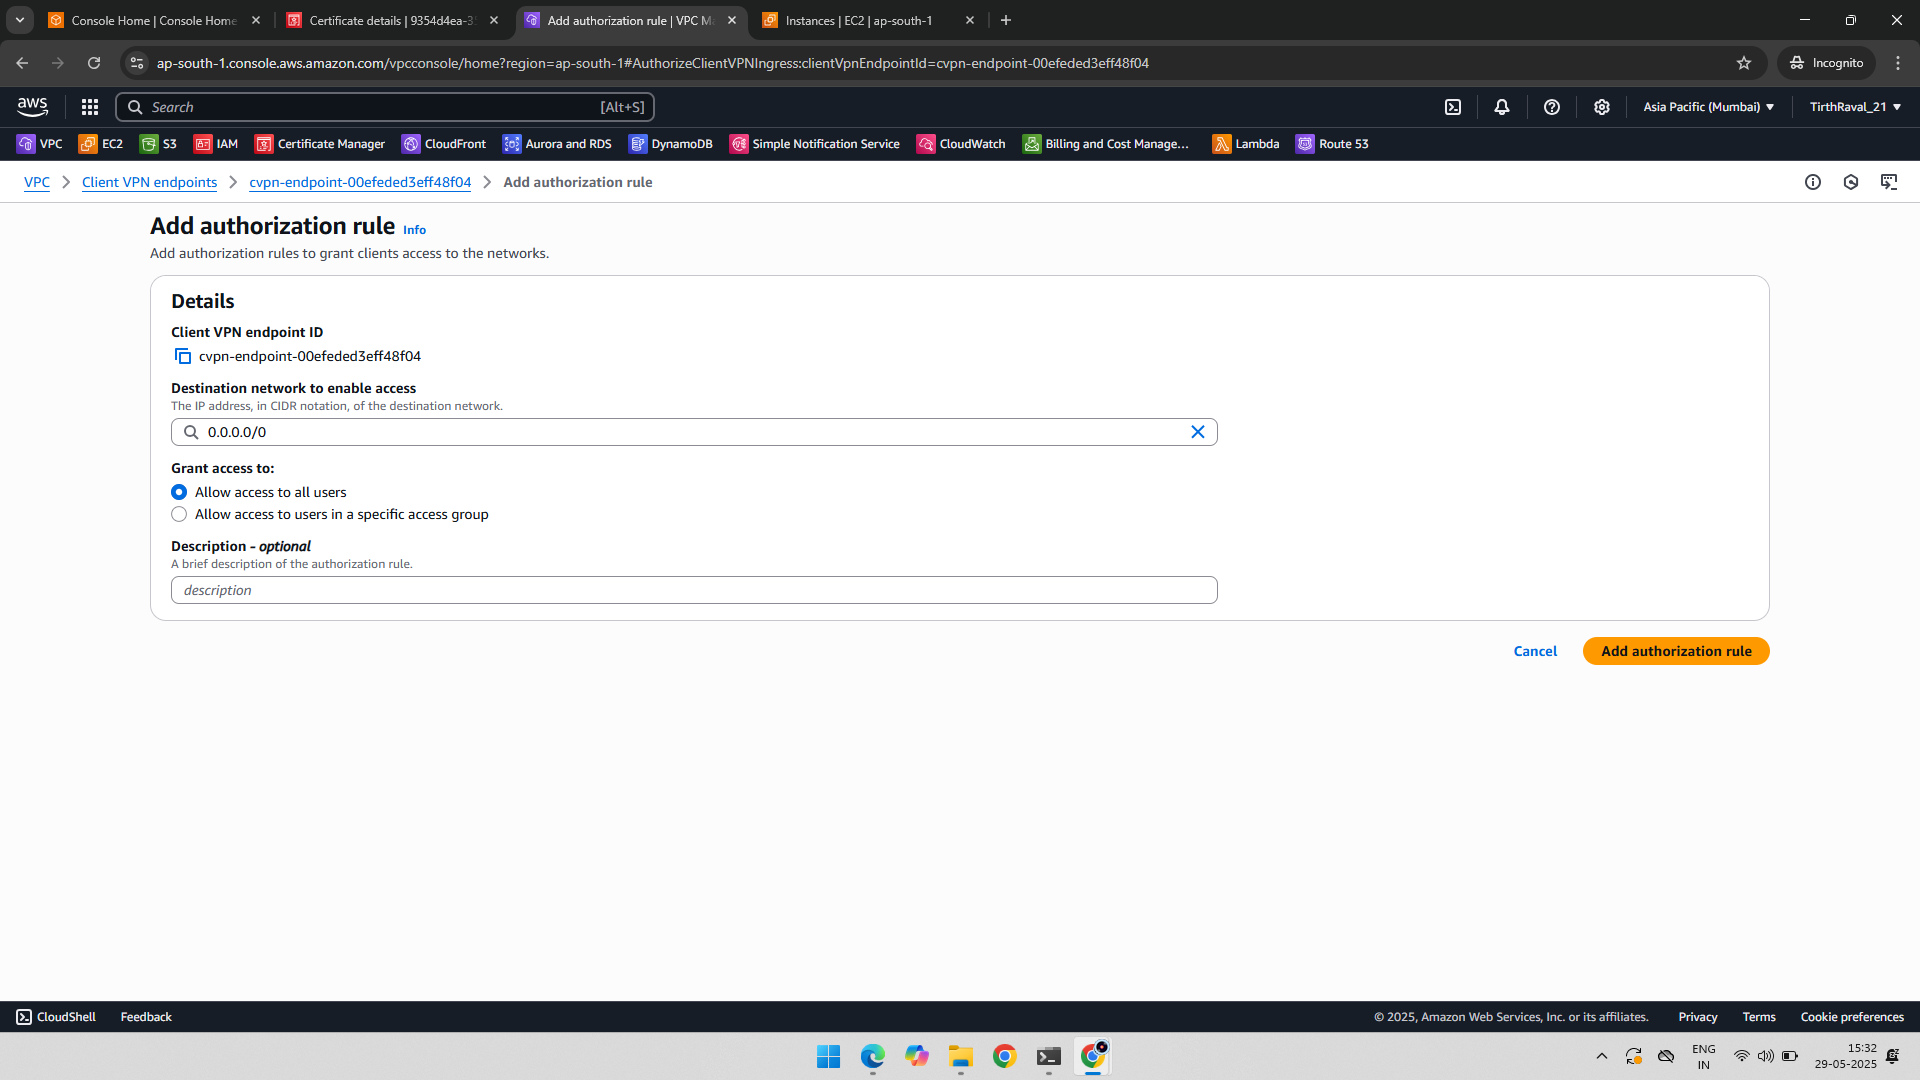 Console Home | Console Home
Certificate details | 9354d4ea-3
Add authorization rule | VPC M
Instances | EC2 | ap-south-1
ap-south-1.console.aws.amazon.com/vpcconsole/home?region=ap-south-1#AuthorizeClientVPNIngress:clientVpnEndpointId=cvpn-endpoint-00efeded3eff48f04
Incognito
aws
Search
[Alt+S]
Asia Pacific (Mumbai)
TirthRaval_21
VPC
EC2
S3
IAM
Certificate Manager
CloudFront
Aurora and RDS
DynamoDB
Simple Notification Service
CloudWatch
Billing and Cost Manage...
Lambda
Route 53
VPC
Client VPN endpoints
cvpn-endpoint-00efeded3eff48f04
Add authorization rule
Add authorization rule Info
Add authorization rules to grant clients access to the networks.
Details
Client VPN endpoint ID
cvpn-endpoint-00efeded3eff48f04
Destination network to enable access
The IP address, in CIDR notation, of the destination network.
0.0.0.0/0
Grant access to:
Allow access to all users
Allow access to users in a specific access group
Description - optional
A brief description of the authorization rule.
description
Cancel
Add authorization rule
CloudShell
Feedback
© 2025, Amazon Web Services, Inc. or its affiliates.
Privacy
Terms
Cookie preferences
ENG
IN
15:32
29-05-2025